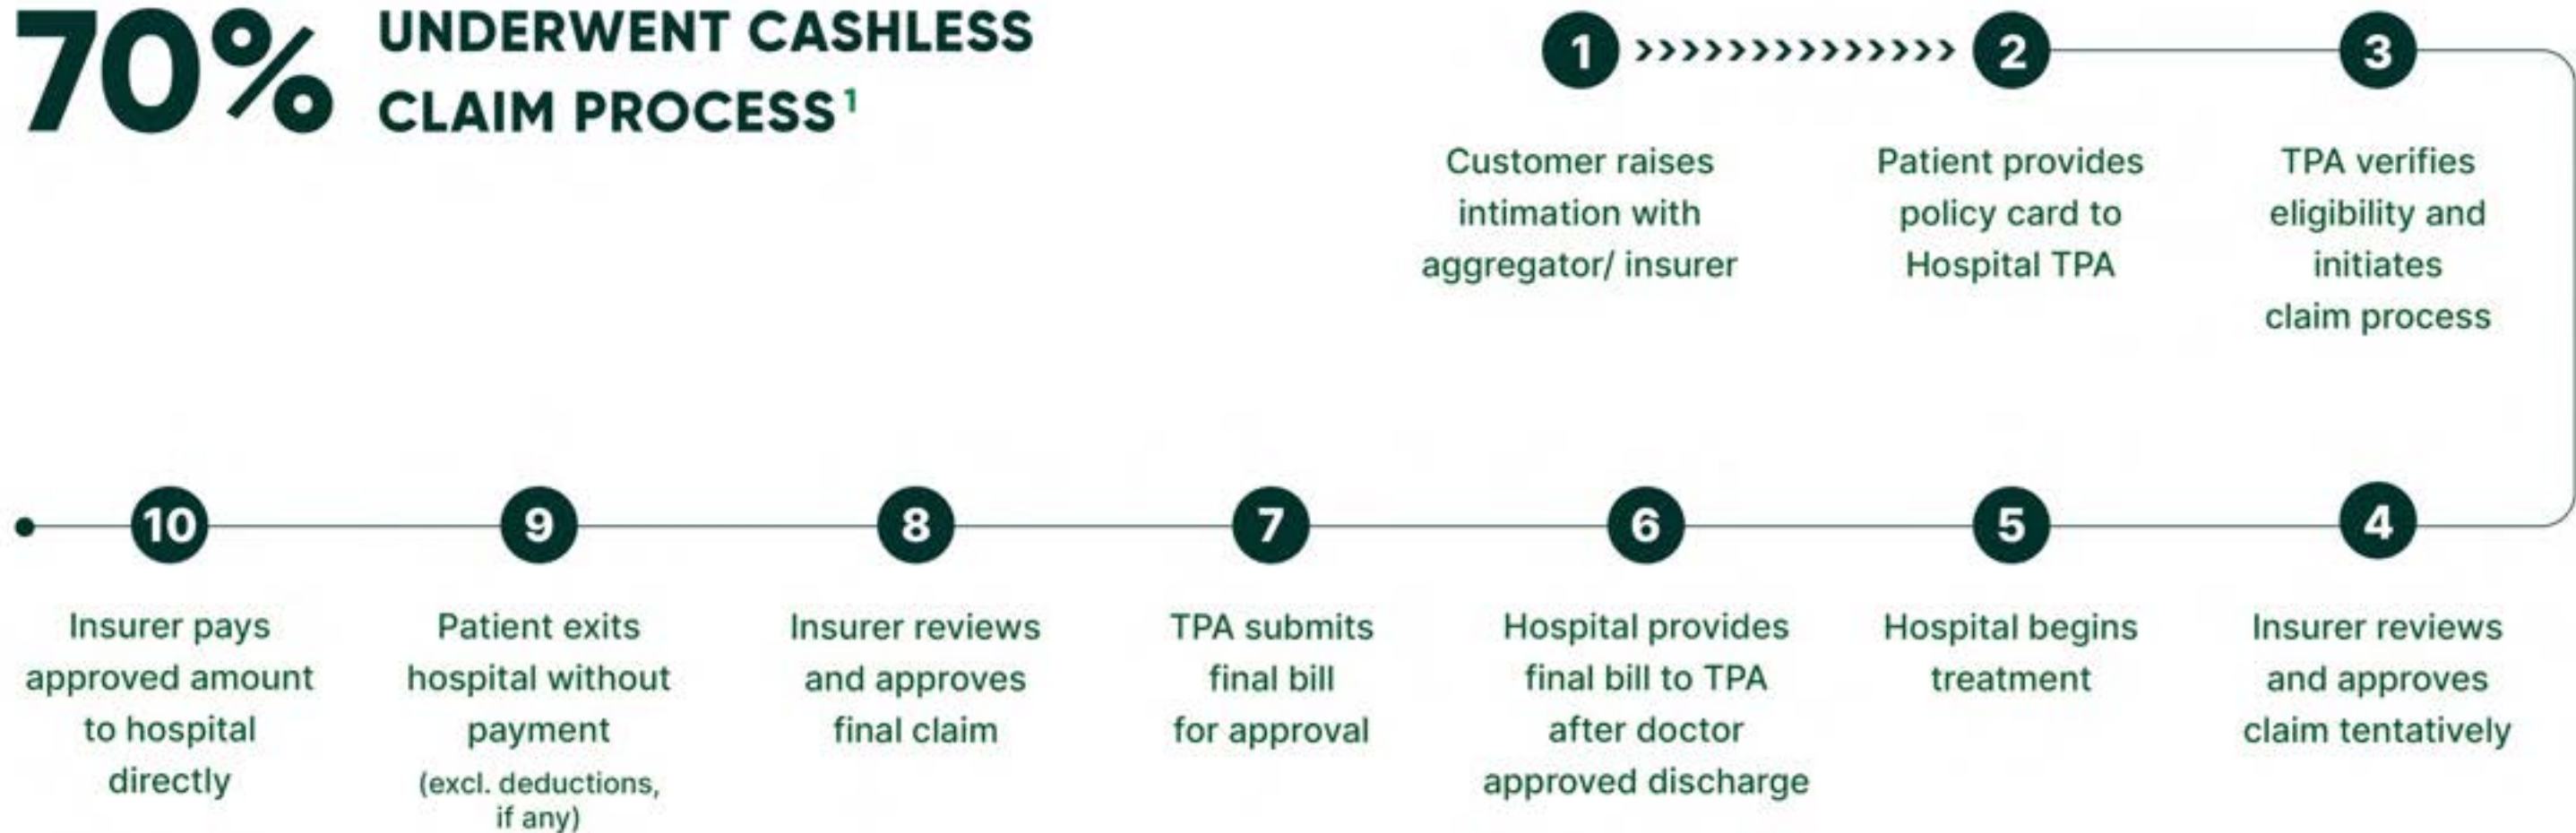 70%
UNDERWENT CASHLESS
CLAIM PROCESS¹
1
>>>>>>>>>>>>>>
2
3
Customer raises
intimation with
aggregator/ insurer
Patient provides
policy card to
Hospital TPA
TPA verifies
eligibility and
initiates
claim process
4
Insurer reviews
and approves
claim tentatively
5
Hospital begins
treatment
6
Hospital provides
final bill to TPA
after doctor
approved discharge
7
TPA submits
final bill
for approval
8
Insurer reviews
and approves
final claim
9
Patient exits
hospital without
payment
(excl. deductions,
if any)
10
Insurer pays
approved amount
to hospital
directly